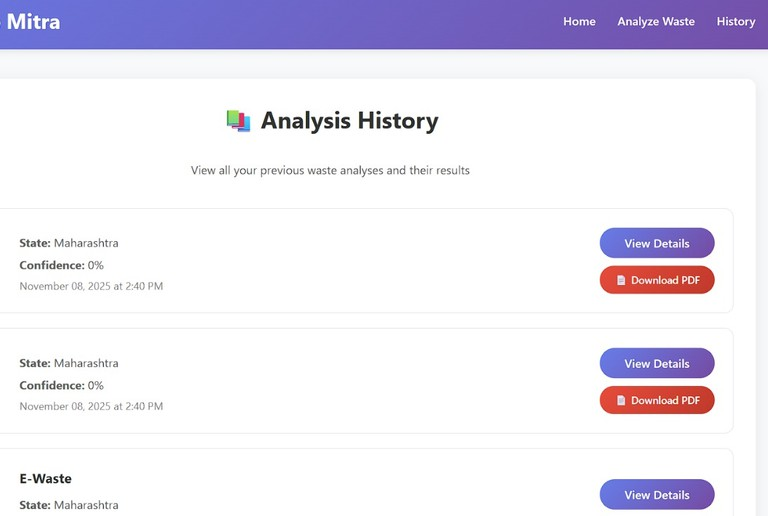 Mitra
Home Analyze Waste History
Analysis History
View all your previous waste analyses and their results
State: Maharashtra
Confidence: 0%
November 08, 2025 at 2:40 PM
View Details
Download PDF
State: Maharashtra
Confidence: 0%
November 08, 2025 at 2:40 PM
View Details
Download PDF
E-Waste
State: Maharashtra
View Details